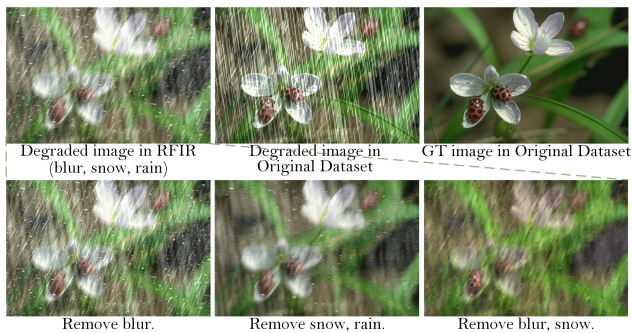 Degraded image in RFIR
(blur, snow, rain)
Degraded image in
Original Dataset
GT image in Original Dataset
Remove blur.
Remove snow, rain.
Remove blur, snow.